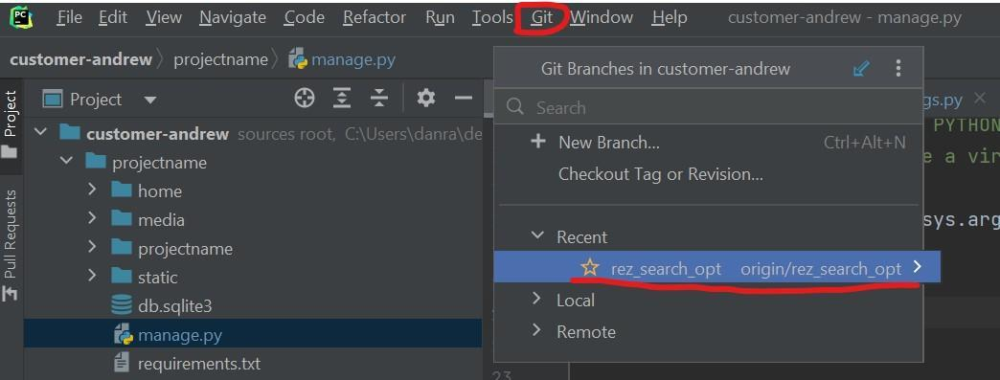 PC File Edit View Navigate Code Refactor Run Tools Git Window Help customer-andrew - manage.py
customer-andrew projectname manage.py
Project
Git Branches in customer-andrew
Search
New Branch... Ctrl+Alt+N
Checkout Tag or Revision...
Recent
rez_search_opt origin/rez_search_opt
Local
Remote
Project
Pull Requests
customer-andrew sources root, C:\Users\danra\de
projectname
home
media
projectname
static
db.sqlite3
manage.py
requirements.txt
gs.py
PYTHON
e a vir
sys.arg
23